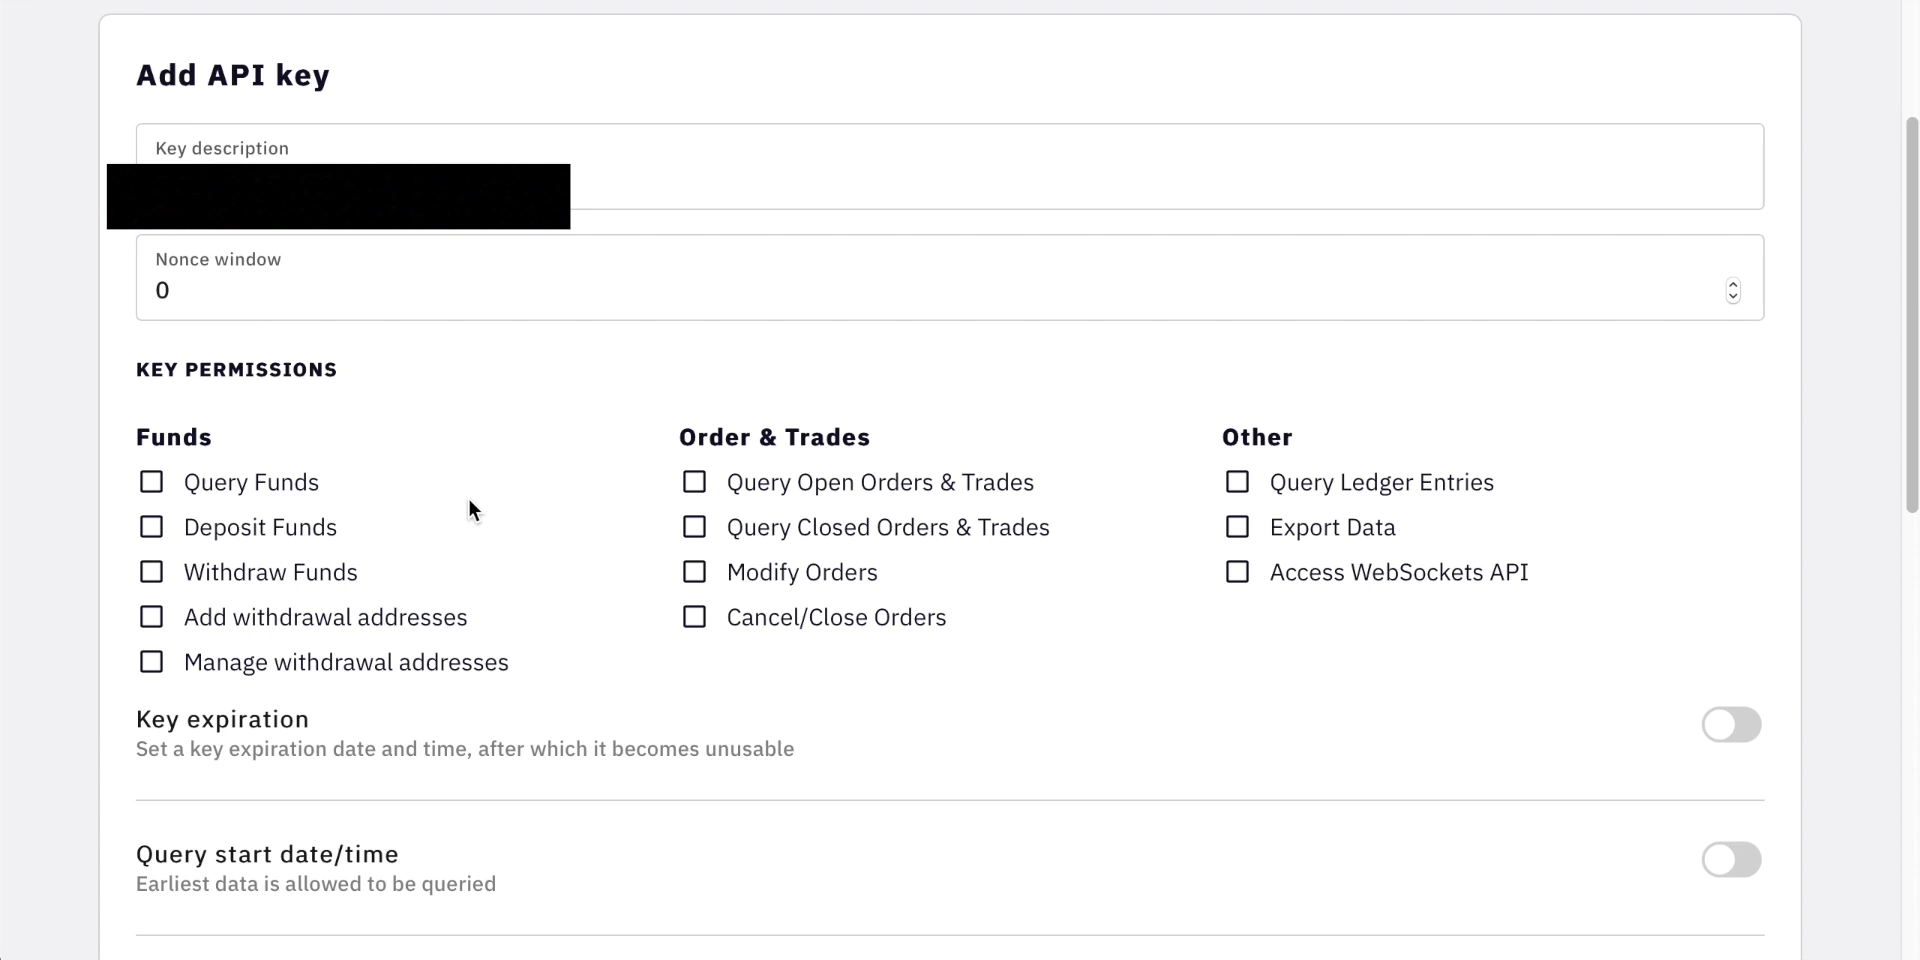 Add API key
Key description
Nonce window
0
KEY PERMISSIONS
Funds
Query Funds
Deposit Funds
Withdraw Funds
Add withdrawal addresses
Manage withdrawal addresses
Order & Trades
Query Open Orders & Trades
Query Closed Orders & Trades
Modify Orders
Cancel/Close Orders
Other
Query Ledger Entries
Export Data
Access WebSockets API
Key expiration
Set a key expiration date and time, after which it becomes unusable
Query start date/time
Earliest data is allowed to be queried